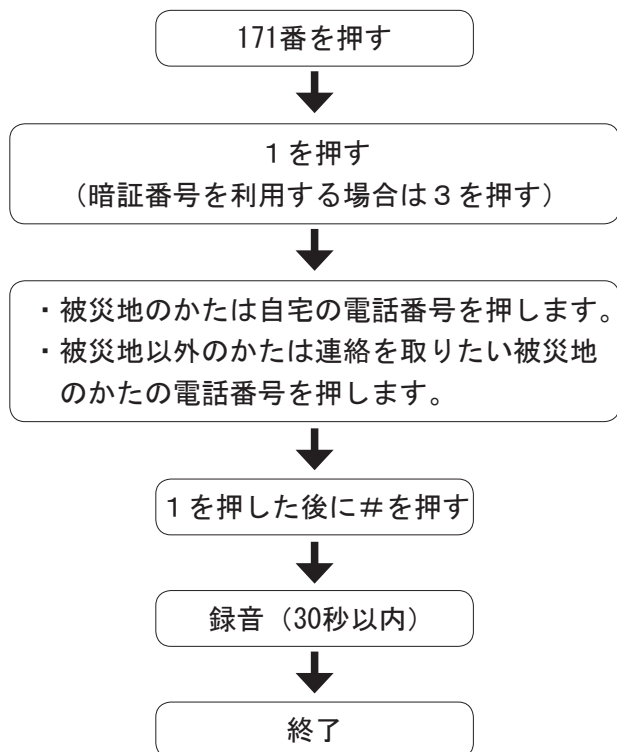 171番を押す
１を押す
（暗証番号を利用する場合は３を押す）
・被災地のかたは自宅の電話番号を押します。
・被災地以外のかたは連絡を取りたい被災地
のかたの電話番号を押します。
１を押した後に＃を押す
録音（30秒以内）
終了